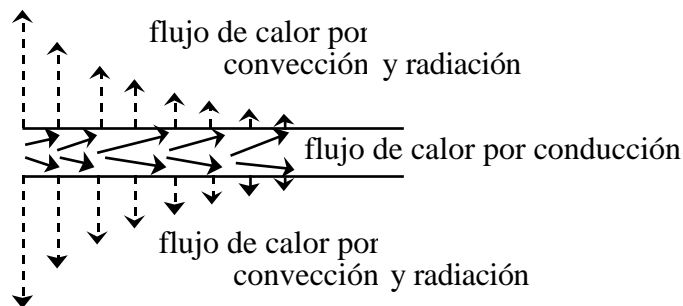 flujo de calor por
convección y radiación
flujo de calor por conducción
flujo de calor por
convección y radiación